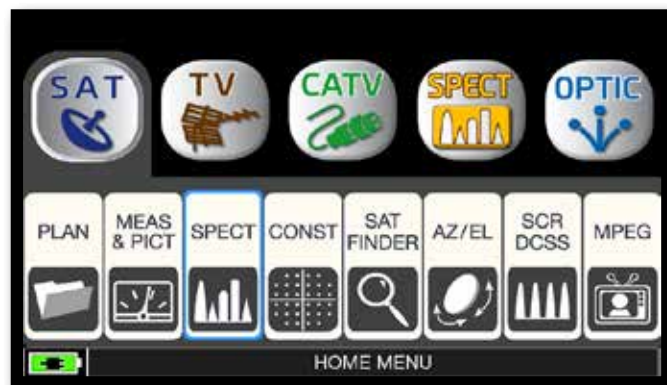 SAT
TV
CATV
SPECT
OPTIC
PLAN
MEAS
& PICT
SPECT
CONST
SAT
FINDER
AZ/EL
SCR
DCSS
MPEG
HOME MENU